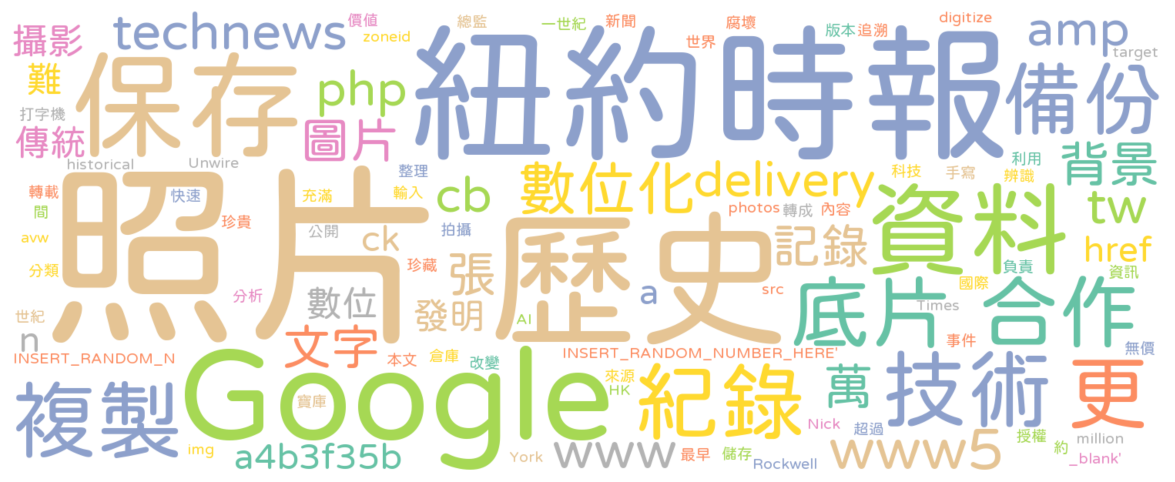 攝影 technews 價值 總監 一世紀 新聞 腐壞 版本 追溯 digitize amp
難 保存 zoneid 紐約時報 世界 target
打字機 php 備份
傳統 圖片
historical Unwire 整理 數位化 delivery 科技 手寫 利用 背景
轉載 快速 充滿 輸入 cb 辨識
間 照片 珍貴 拍攝 photos 轉成 內容 資料 tw
avw 公開 ck 歷史 記錄 href
分類 珍藏 張 a 負責 資訊
分析 數位 src 國際
世紀 發明 AI 底片 Times 合作
n 文字 事件 無價
INSERT_RANDOM_N 本文 倉庫 改變 INSERT_RANDOM_NUMBER_HERE'
複製 Google 來源 紀錄 萬 技術 更
寶庫 HK
Nick 超過 授權 million
img a4b3f35b York www 最早 儲存 Rockwell www5 約 _blank'